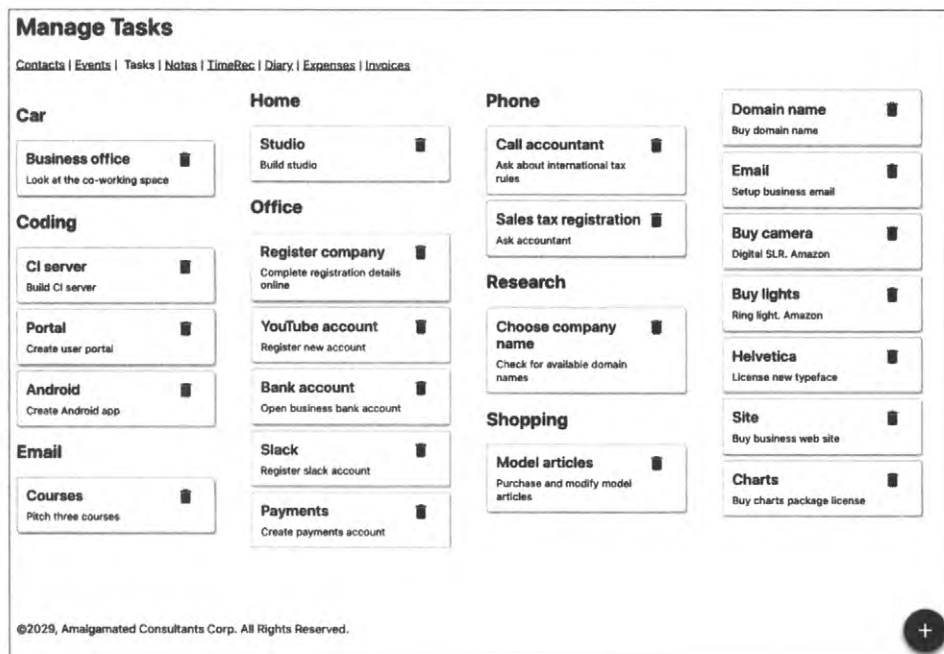 Manage Tasks
Contacts | Events | Tasks | Notes | TimeRec | Diary | Expenses | Invoices
Car
Business office
Look at the co-working space
Coding
CI server
Build CI server
Portal
Create user portal
Android
Create Android app
Email
Courses
Pitch three courses
Home
Studio
Build studio
Office
Register company
Complete registration details
online
YouTube account
Register new account
Bank account
Open business bank account
Slack
Register slack account
Payments
Create payments account
Phone
Call accountant
Ask about international tax
rules
Sales tax registration
Ask accountant
Research
Choose company
name
Check for available domain
names
Shopping
Model articles
Purchase and modify model
articles
Domain name
Buy domain name
Email
Setup business email
Buy camera
Digital SLR. Amazon
Buy lights
Ring light. Amazon
Helvetica
License new typeface
Site
Buy business web site
Charts
Buy charts package license
©2029, Amalgamated Consultants Corp. All Rights Reserved.
+